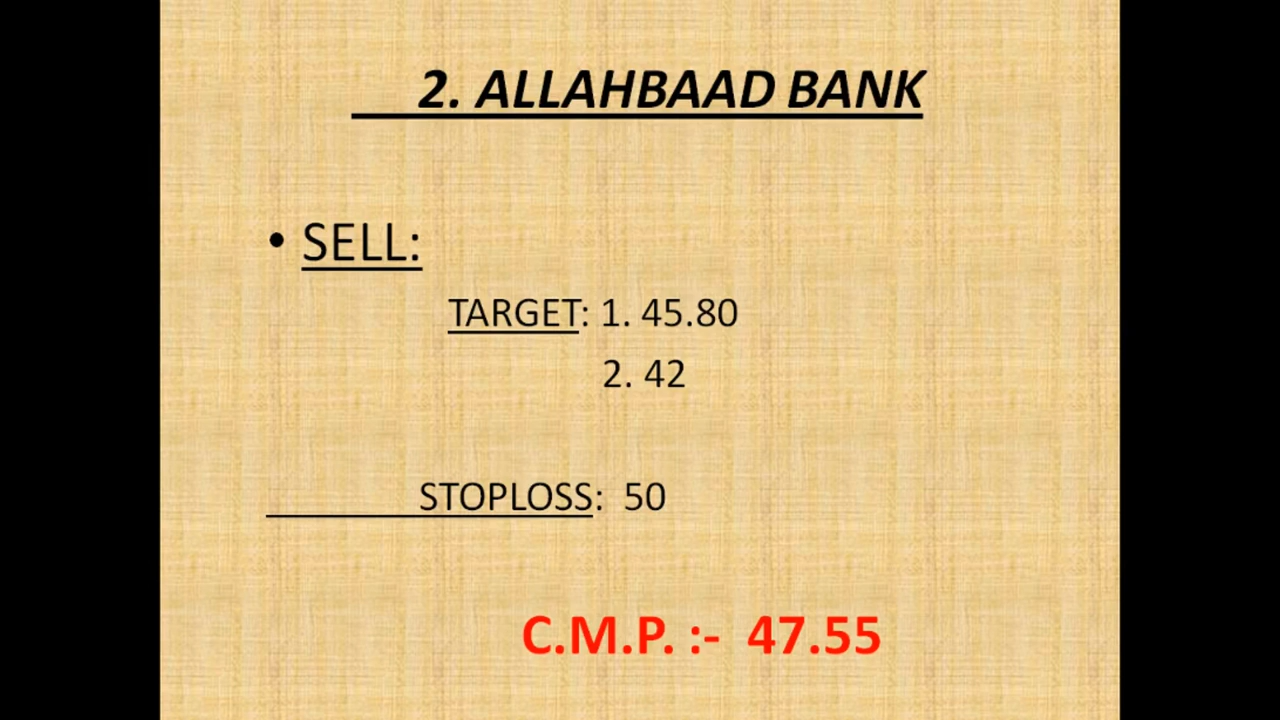 2. ALLAHBAAD BANK
• SELL:
TARGET: 1. 45.80
2. 42
STOPLOSS: 50
C.M.P. :- 47.55